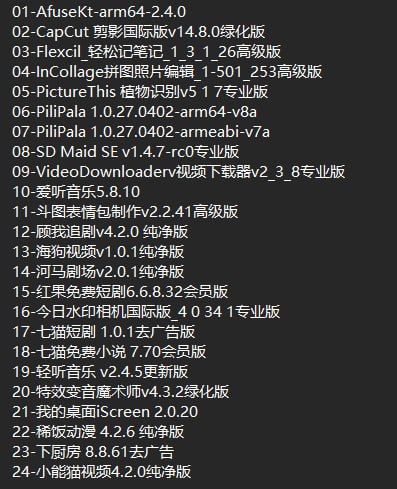 01-AfuseKt-arm64-2.4.0
02-CapCut 剪影国际版v14.8.0绿化版
03-Flexcil_轻松记笔记_1_3_1_26高级版
04-InCollage拼图照片编辑_1-501_253高级版
05-PictureThis 植物识别v5 1 7专业版
06-PiliPala 1.0.27.0402-arm64-v8a
07-PiliPala 1.0.27.0402-armeabi-v7a
08-SD Maid SE v1.4.7-rc0专业版
09-VideoDownloaderv视频下载器v2_3_8专业版
10-爱听音乐5.8.10
11-斗图表情包制作v2.2.41高级版
12-顾我追剧v4.2.0 纯净版
13-海狗视频v1.0.1纯净版
14-河马剧场v2.0.1纯净版
15-红果免费短剧6.6.8.32会员版
16-今日水印相机国际版_4 0 34 1专业版
17-七猫短剧 1.0.1去广告版
18-七猫免费小说 7.70会员版
19-轻听音乐 v2.4.5更新版
20-特效变音魔术师v4.3.2绿化版
21-我的桌面iScreen 2.0.20
22-稀饭动漫 4.2.6 纯净版
23-下厨房 8.8.61去广告
24-小能猫视频4.2.0纯净版